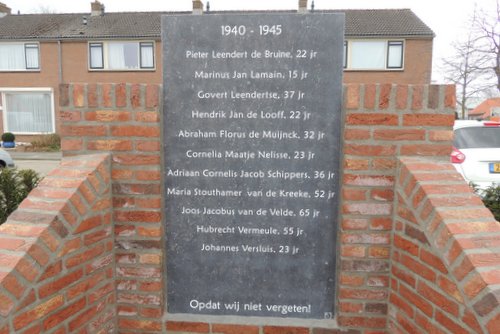 1940 - 1945
Pieter Leendert de Bruine, 22 jr
Marinus Jan Lamain, 15 jr
Govert Leendertse, 37 jr
Hendrik Jan de Looff, 22 jr
Abraham Florus de Muijnck, 32 jr
Cornelia Maatje Nelisse, 23 jr
Adriaan Cornelis Jacob Schippers, 36 jr
Maria Stouthamer van de Kreeke, 52 jr
Joos Jacobus van de Velde, 65 jr
Hubrecht Vermeule, 55 jr
Johannes Versluis, 23 jr
Opdat wij niet vergeten!